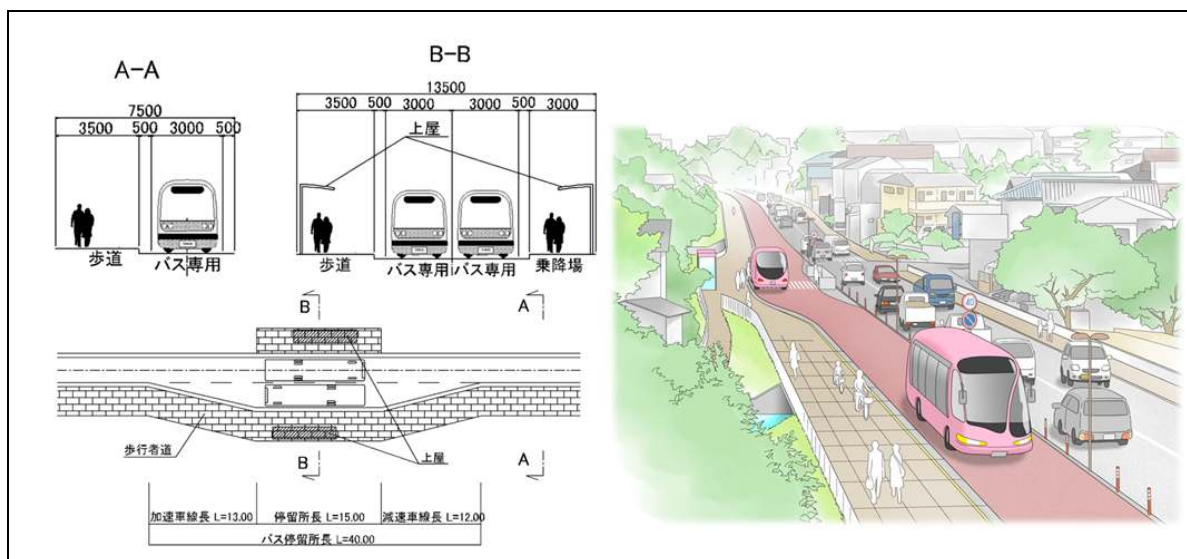 A-A
7500
3500 500 3000 500
歩道 バス専用
B-B
13500
3500 500 3000 3000 500 3000
上屋
歩道 バス専用 バス専用 乗降場
B A
歩行者道
B 上屋 A
加速車線長 L=13.00 停留所長 L=15.00 減速車線長 L=12.00
バス停留所長 L=40.00
40